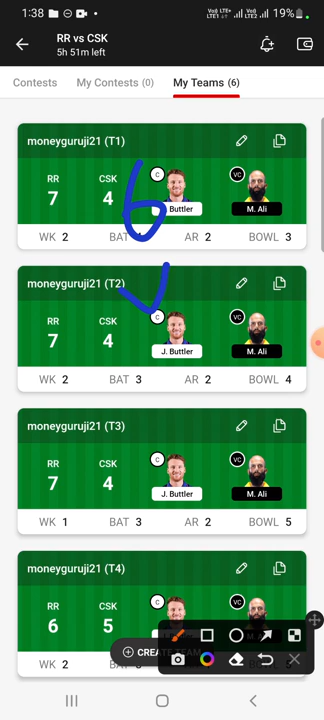 1:38 LTE1 LTE+ LTE2 19%
RR vs CSK
5h 51m left
Contests My Contests (0) My Teams (6)
moneyguruji21 (T1)
RR CSK C VC
7 4 6 Buttler M. Ali
WK 2 BAT AR 2 BOWL 3
moneyguruji21 (T2)
RR CSK C VC
7 4 J. Buttler M. Ali
WK 2 BAT 3 AR 2 BOWL 4
moneyguruji21 (T3)
RR CSK C VC
7 4 J. Buttler M. Ali
WK 1 BAT 3 AR 2 BOWL 5
moneyguruji21 (T4)
RR CSK C VC
6 5
CREATE TEAM
WK 2 BAT